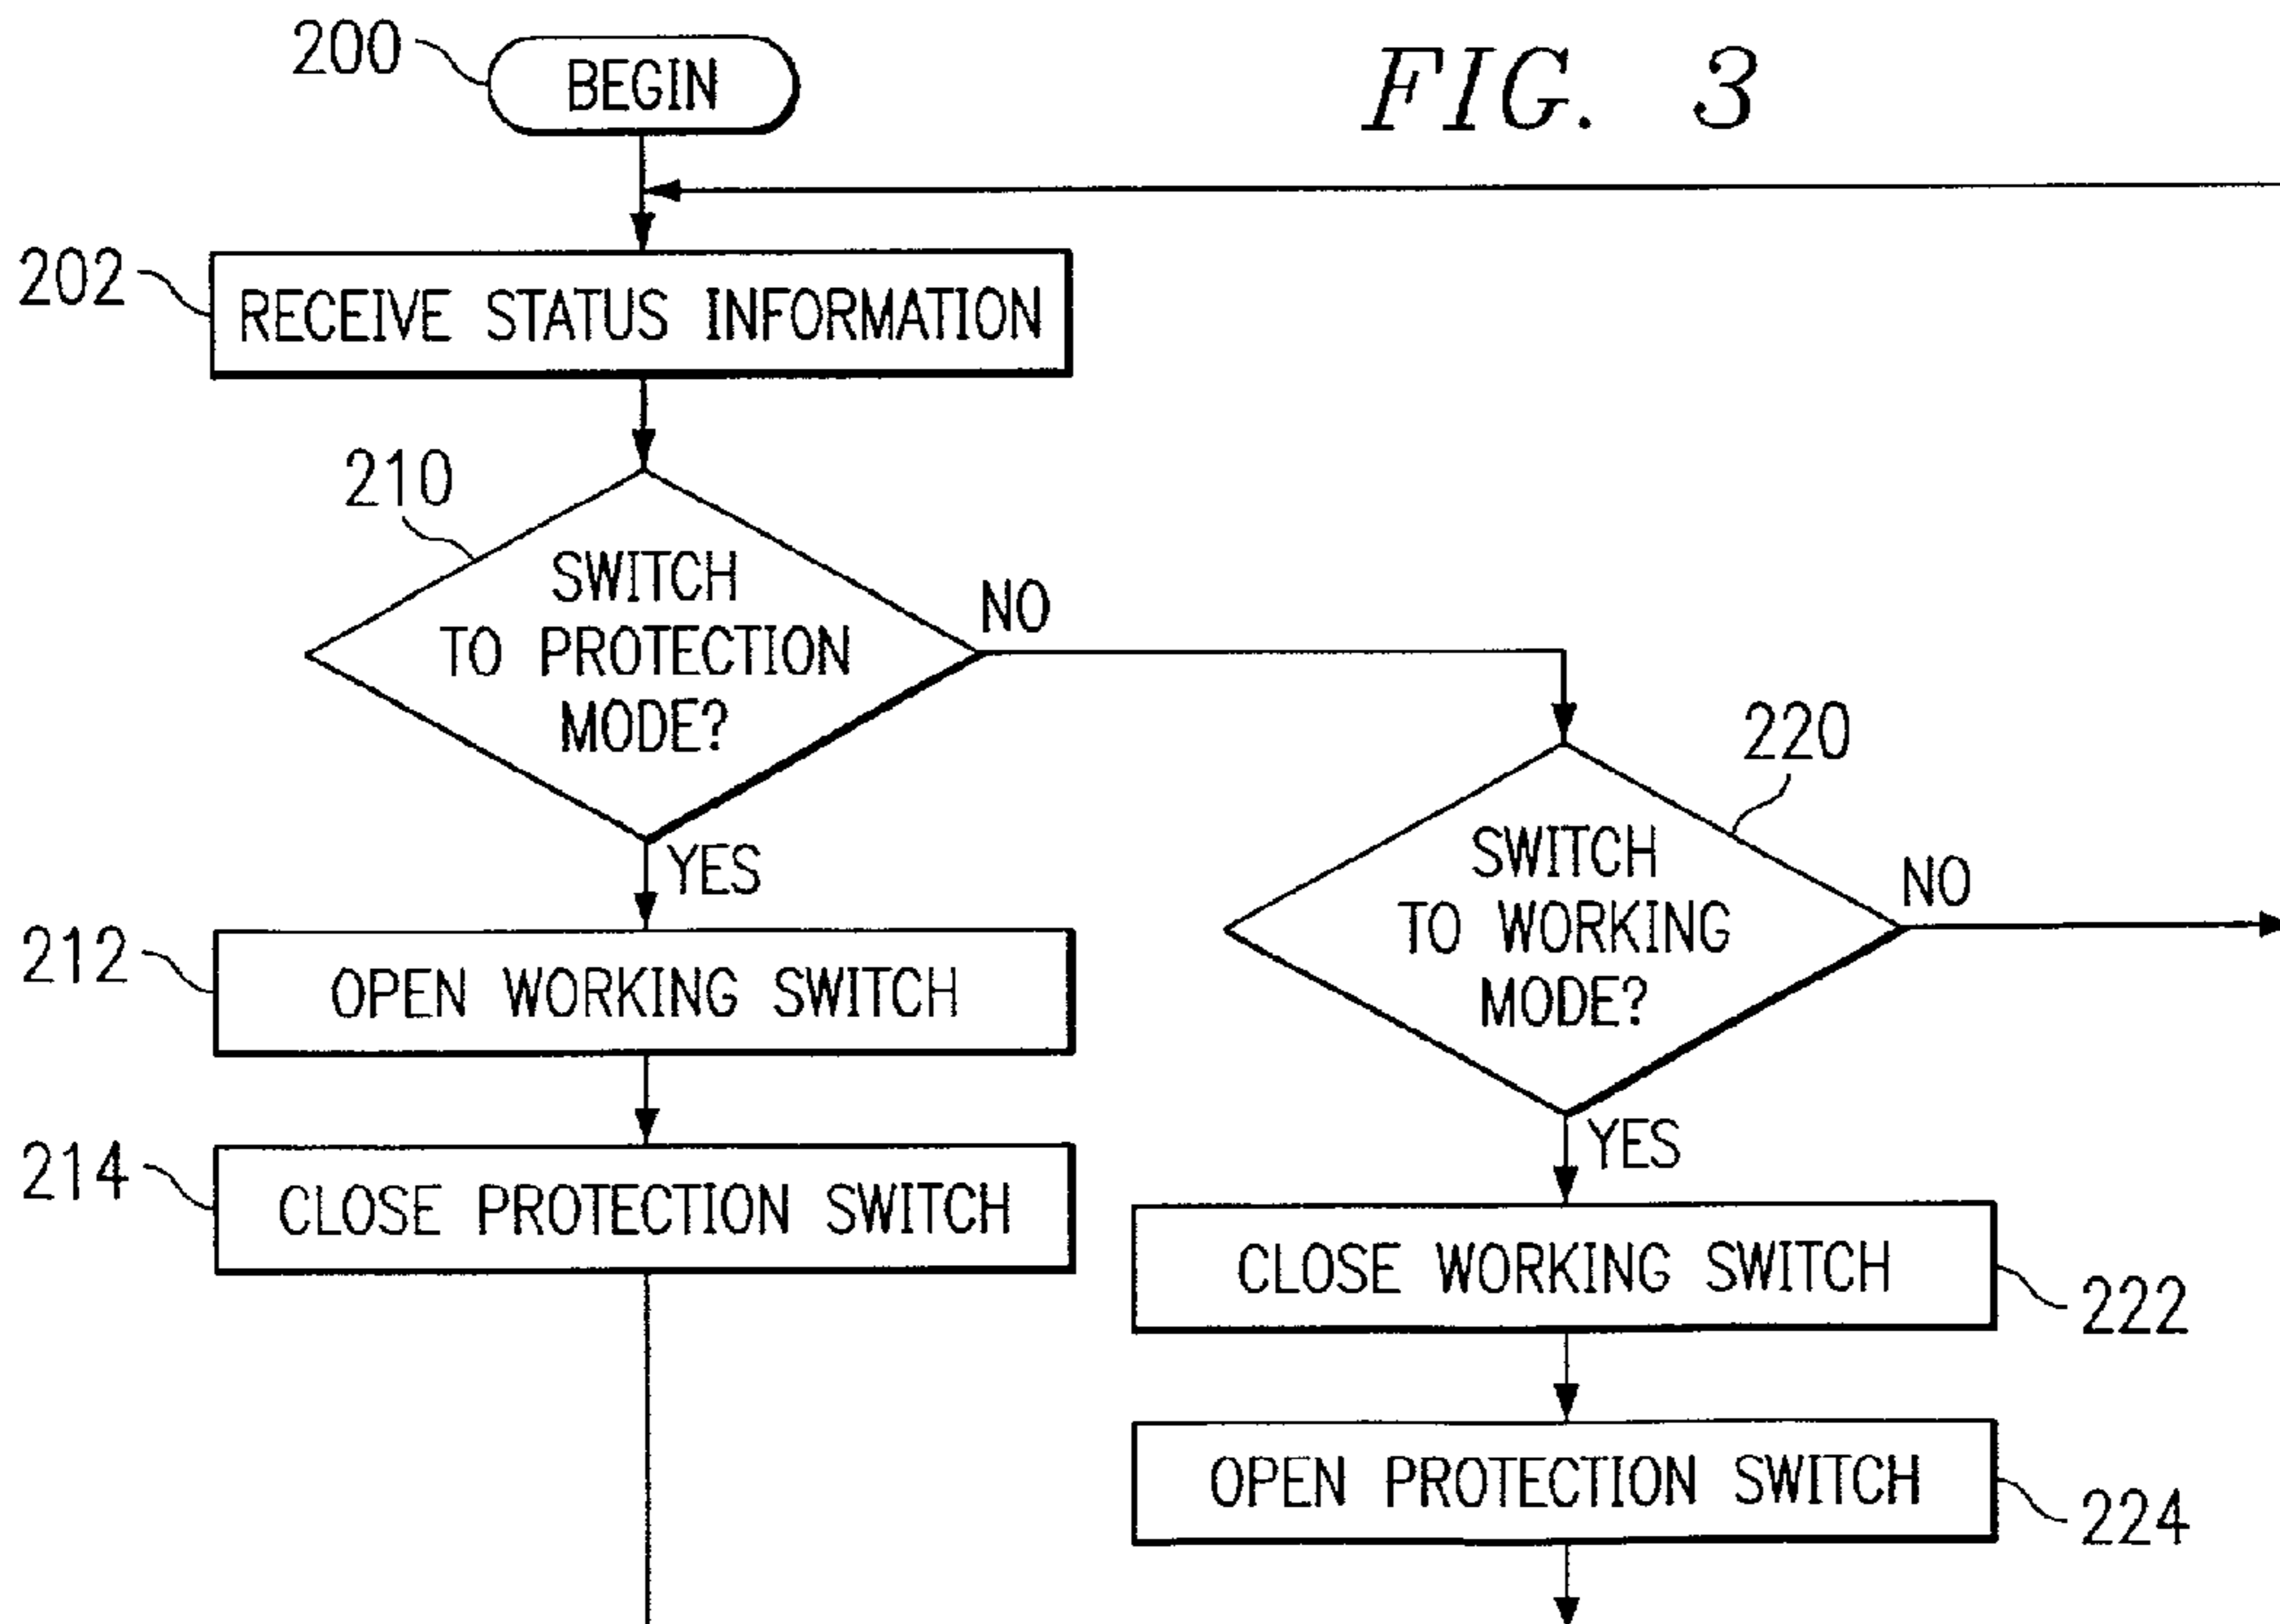 FIG. 3
200
BEGIN
202
RECEIVE STATUS INFORMATION
210
SWITCH
TO PROTECTION
MODE?
NO
YES
212
OPEN WORKING SWITCH
214
CLOSE PROTECTION SWITCH
220
SWITCH
TO WORKING
MODE?
NO
YES
CLOSE WORKING SWITCH
222
OPEN PROTECTION SWITCH
224